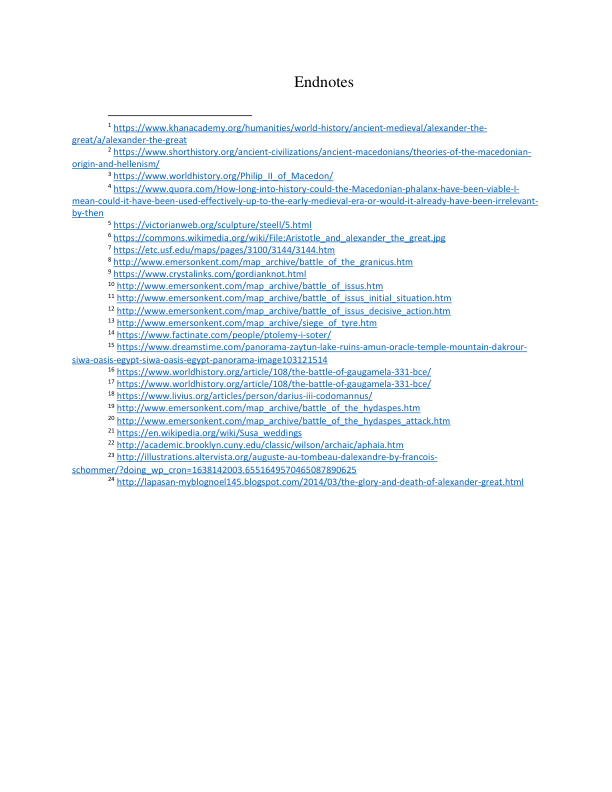 Endnotes
1 https://www.khanacademy.org/humanities/world-history/ancient-medieval/alexander-the-
great/a/alexander-the-great
2 https://www.shorthistory.org/ancient-civilizations/ancient-macedonians/theories-of-the-macedonian-
origin-and-hellenism/
3 https://www.worldhistory.org/Philip_II_of_Macedon/
4 https://www.quora.com/How-long-into-history-could-the-Macedonian-phalanx-have-been-viable-I-
mean-could-it-have-been-used-effectively-up-to-the-early-medieval-era-or-would-it-already-have-been-irrelevant-
by-then
5 https://victorianweb.org/sculpture/steell/5.html
6 https://commons.wikimedia.org/wiki/File:Aristotle_and_alexander_the_great.jpg
7 https://etc.usf.edu/maps/pages/3100/3144/3144.htm
8 http://www.emersonkent.com/map_archive/battle_of_the_granicus.htm
9 https://www.crystalinks.com/gordianknot.html
10 http://www.emersonkent.com/map_archive/battle_of_issus.htm
11 http://www.emersonkent.com/map_archive/battle_of_issus_initial_situation.htm
12 http://www.emersonkent.com/map_archive/battle_of_issus_decisive_action.htm
13 http://www.emersonkent.com/map_archive/siege_of_tyre.htm
14 https://www.factinate.com/people/ptolemy-i-soter/
15 https://www.dreamstime.com/panorama-zaytun-lake-ruins-amun-oracle-temple-mountain-dakrour-
siwa-oasis-egypt-siwa-oasis-egypt-panorama-image103121514
16 https://www.worldhistory.org/article/108/the-battle-of-gaugamela-331-bce/
17 https://www.worldhistory.org/article/108/the-battle-of-gaugamela-331-bce/
18 https://www.livius.org/articles/person/darius-iii-codomannus/
19 http://www.emersonkent.com/map_archive/battle_of_the_hydaspes.htm
20 http://www.emersonkent.com/map_archive/battle_of_the_hydaspes_attack.htm
21 https://en.wikipedia.org/wiki/Susa_weddings
22 http://academic.brooklyn.cuny.edu/classic/wilson/archaic/aphaia.htm
23 http://illustrations.altervista.org/auguste-au-tombeau-dalexandre-by-francois-
schommer/?doing_wp_cron=1638142003.6551649570465087890625
24 http://lapasan-myblognoel145.blogspot.com/2014/03/the-glory-and-death-of-alexander-great.html